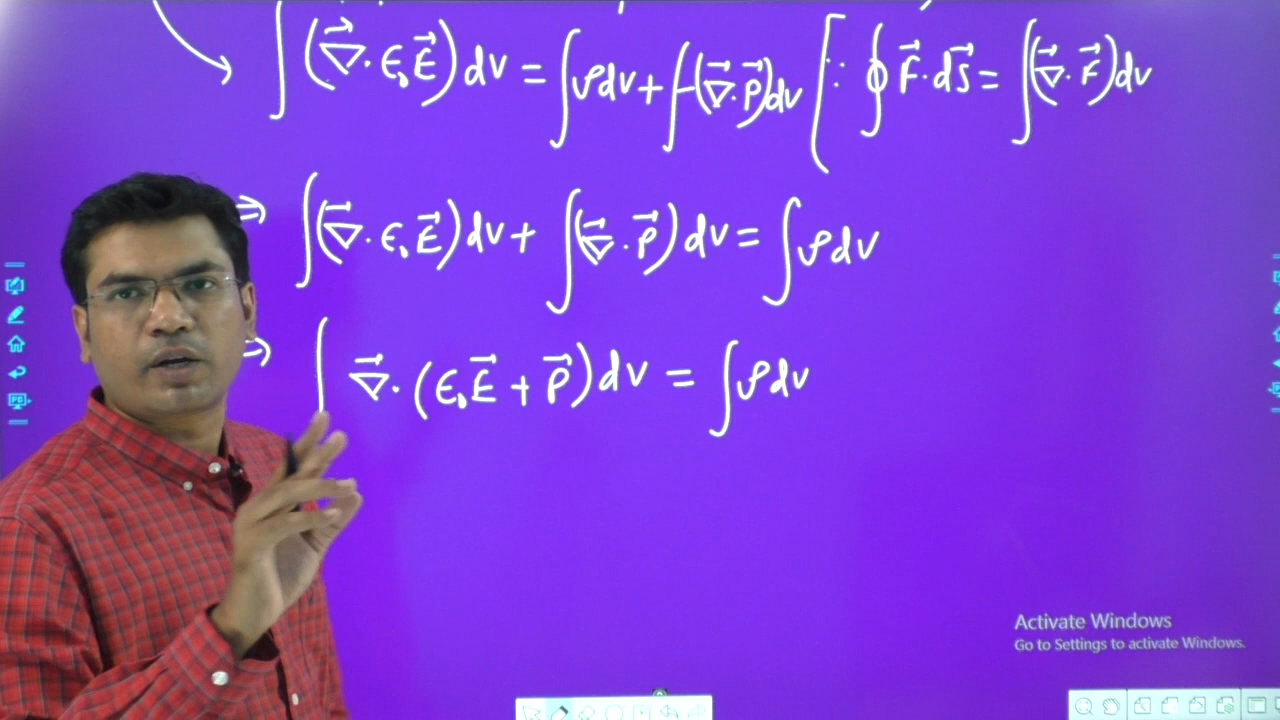 ∫(∇⃗·ϵ₀E⃗)dv = ∫ρdv + ∫-(∇⃗·P⃗)dv [∵ ∮F⃗·dS⃗ = ∫(∇⃗·F⃗)dv
⇒ ∫(∇⃗·ϵ₀E⃗)dv + ∫(∇⃗·P⃗)dv = ∫ρdv
⇒ ∫∇⃗·(ϵ₀E⃗ + P⃗)dv = ∫ρdv
Activate Windows
Go to Settings to activate Windows.